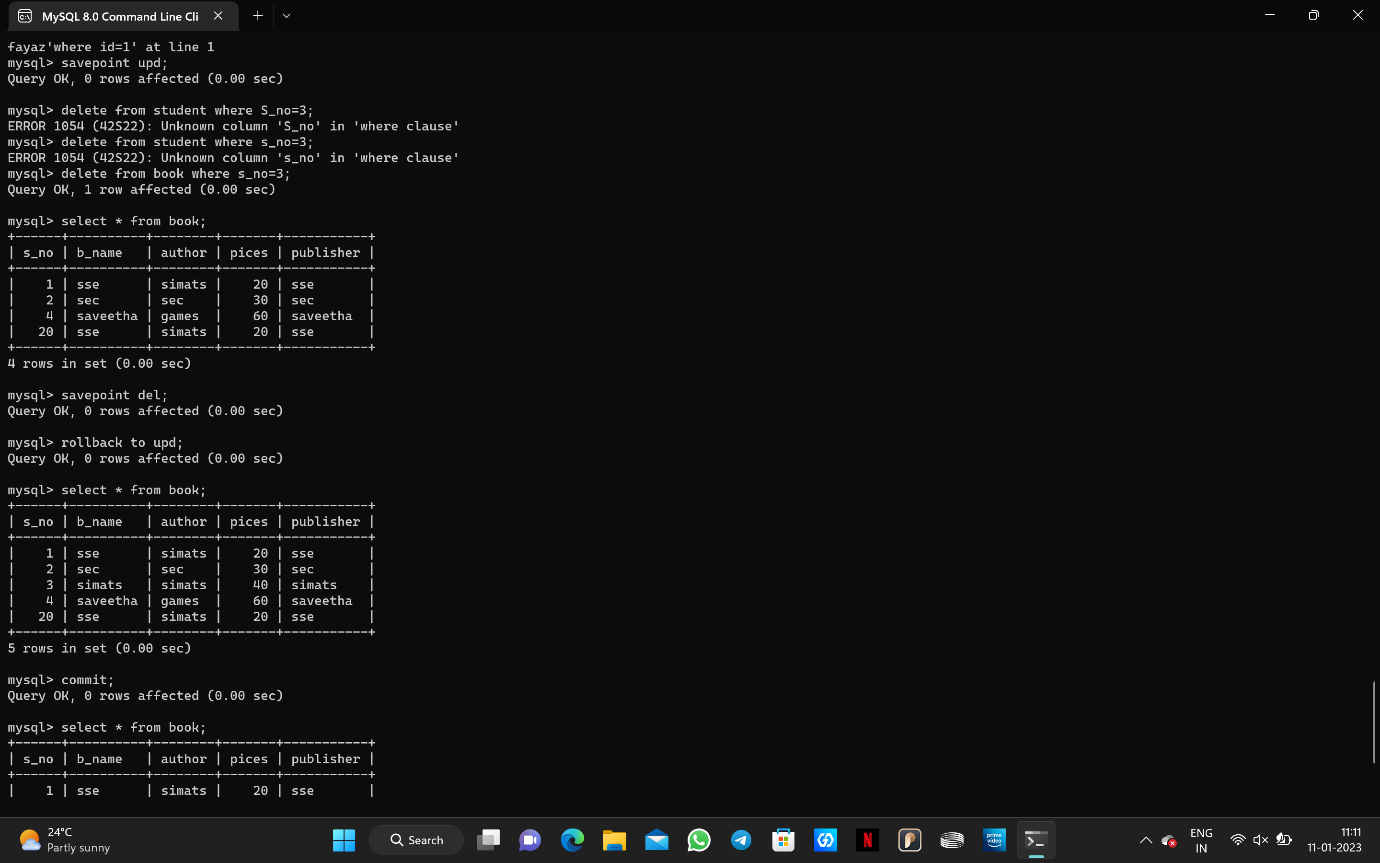 MySQL 8.0 Command Line Cli
fayaz'where id=1' at line 1
mysql> savepoint upd;
Query OK, 0 rows affected (0.00 sec)
mysql> delete from student where S_no=3;
ERROR 1054 (42S22): Unknown column 'S_no' in 'where clause'
mysql> delete from student where s_no=3;
ERROR 1054 (42S22): Unknown column 's_no' in 'where clause'
mysql> delete from book where s_no=3;
Query OK, 1 row affected (0.00 sec)
mysql> select * from book;
+------+----------+--------+-------+-----------+
| s_no | b_name   | author | pices | publisher |
+------+----------+--------+-------+-----------+
|    1 | sse      | simats |    20 | sse       |
|    2 | sec      | sec    |    30 | sec       |
|    4 | saveetha | games  |    60 | saveetha  |
|   20 | sse      | simats |    20 | sse       |
+------+----------+--------+-------+-----------+
4 rows in set (0.00 sec)
mysql> savepoint del;
Query OK, 0 rows affected (0.00 sec)
mysql> rollback to upd;
Query OK, 0 rows affected (0.00 sec)
mysql> select * from book;
+------+----------+--------+-------+-----------+
| s_no | b_name   | author | pices | publisher |
+------+----------+--------+-------+-----------+
|    1 | sse      | simats |    20 | sse       |
|    2 | sec      | sec    |    30 | sec       |
|    3 | simats   | simats |    40 | simats    |
|    4 | saveetha | games  |    60 | saveetha  |
|   20 | sse      | simats |    20 | sse       |
+------+----------+--------+-------+-----------+
5 rows in set (0.00 sec)
mysql> commit;
Query OK, 0 rows affected (0.00 sec)
mysql> select * from book;
+------+----------+--------+-------+-----------+
| s_no | b_name   | author | pices | publisher |
+------+----------+--------+-------+-----------+
|    1 | sse      | simats |    20 | sse       |
24°C
Partly sunny
Search
N
prime video
ENG
IN
11:11
11-01-2023